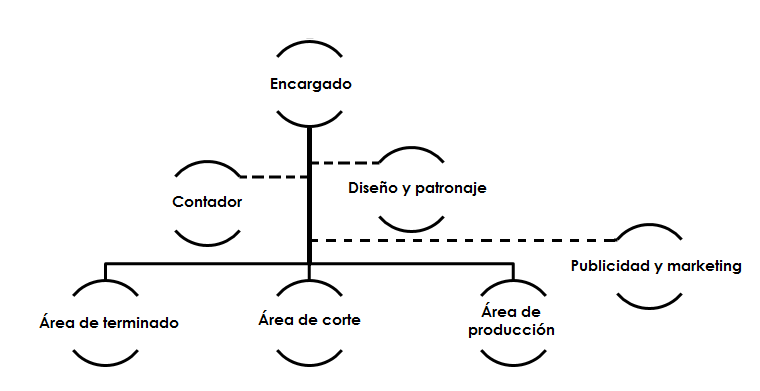 Encargado
Diseño y patronaje
Contador
Publicidad y marketing
Área de terminado
Área de corte
Área de
producción